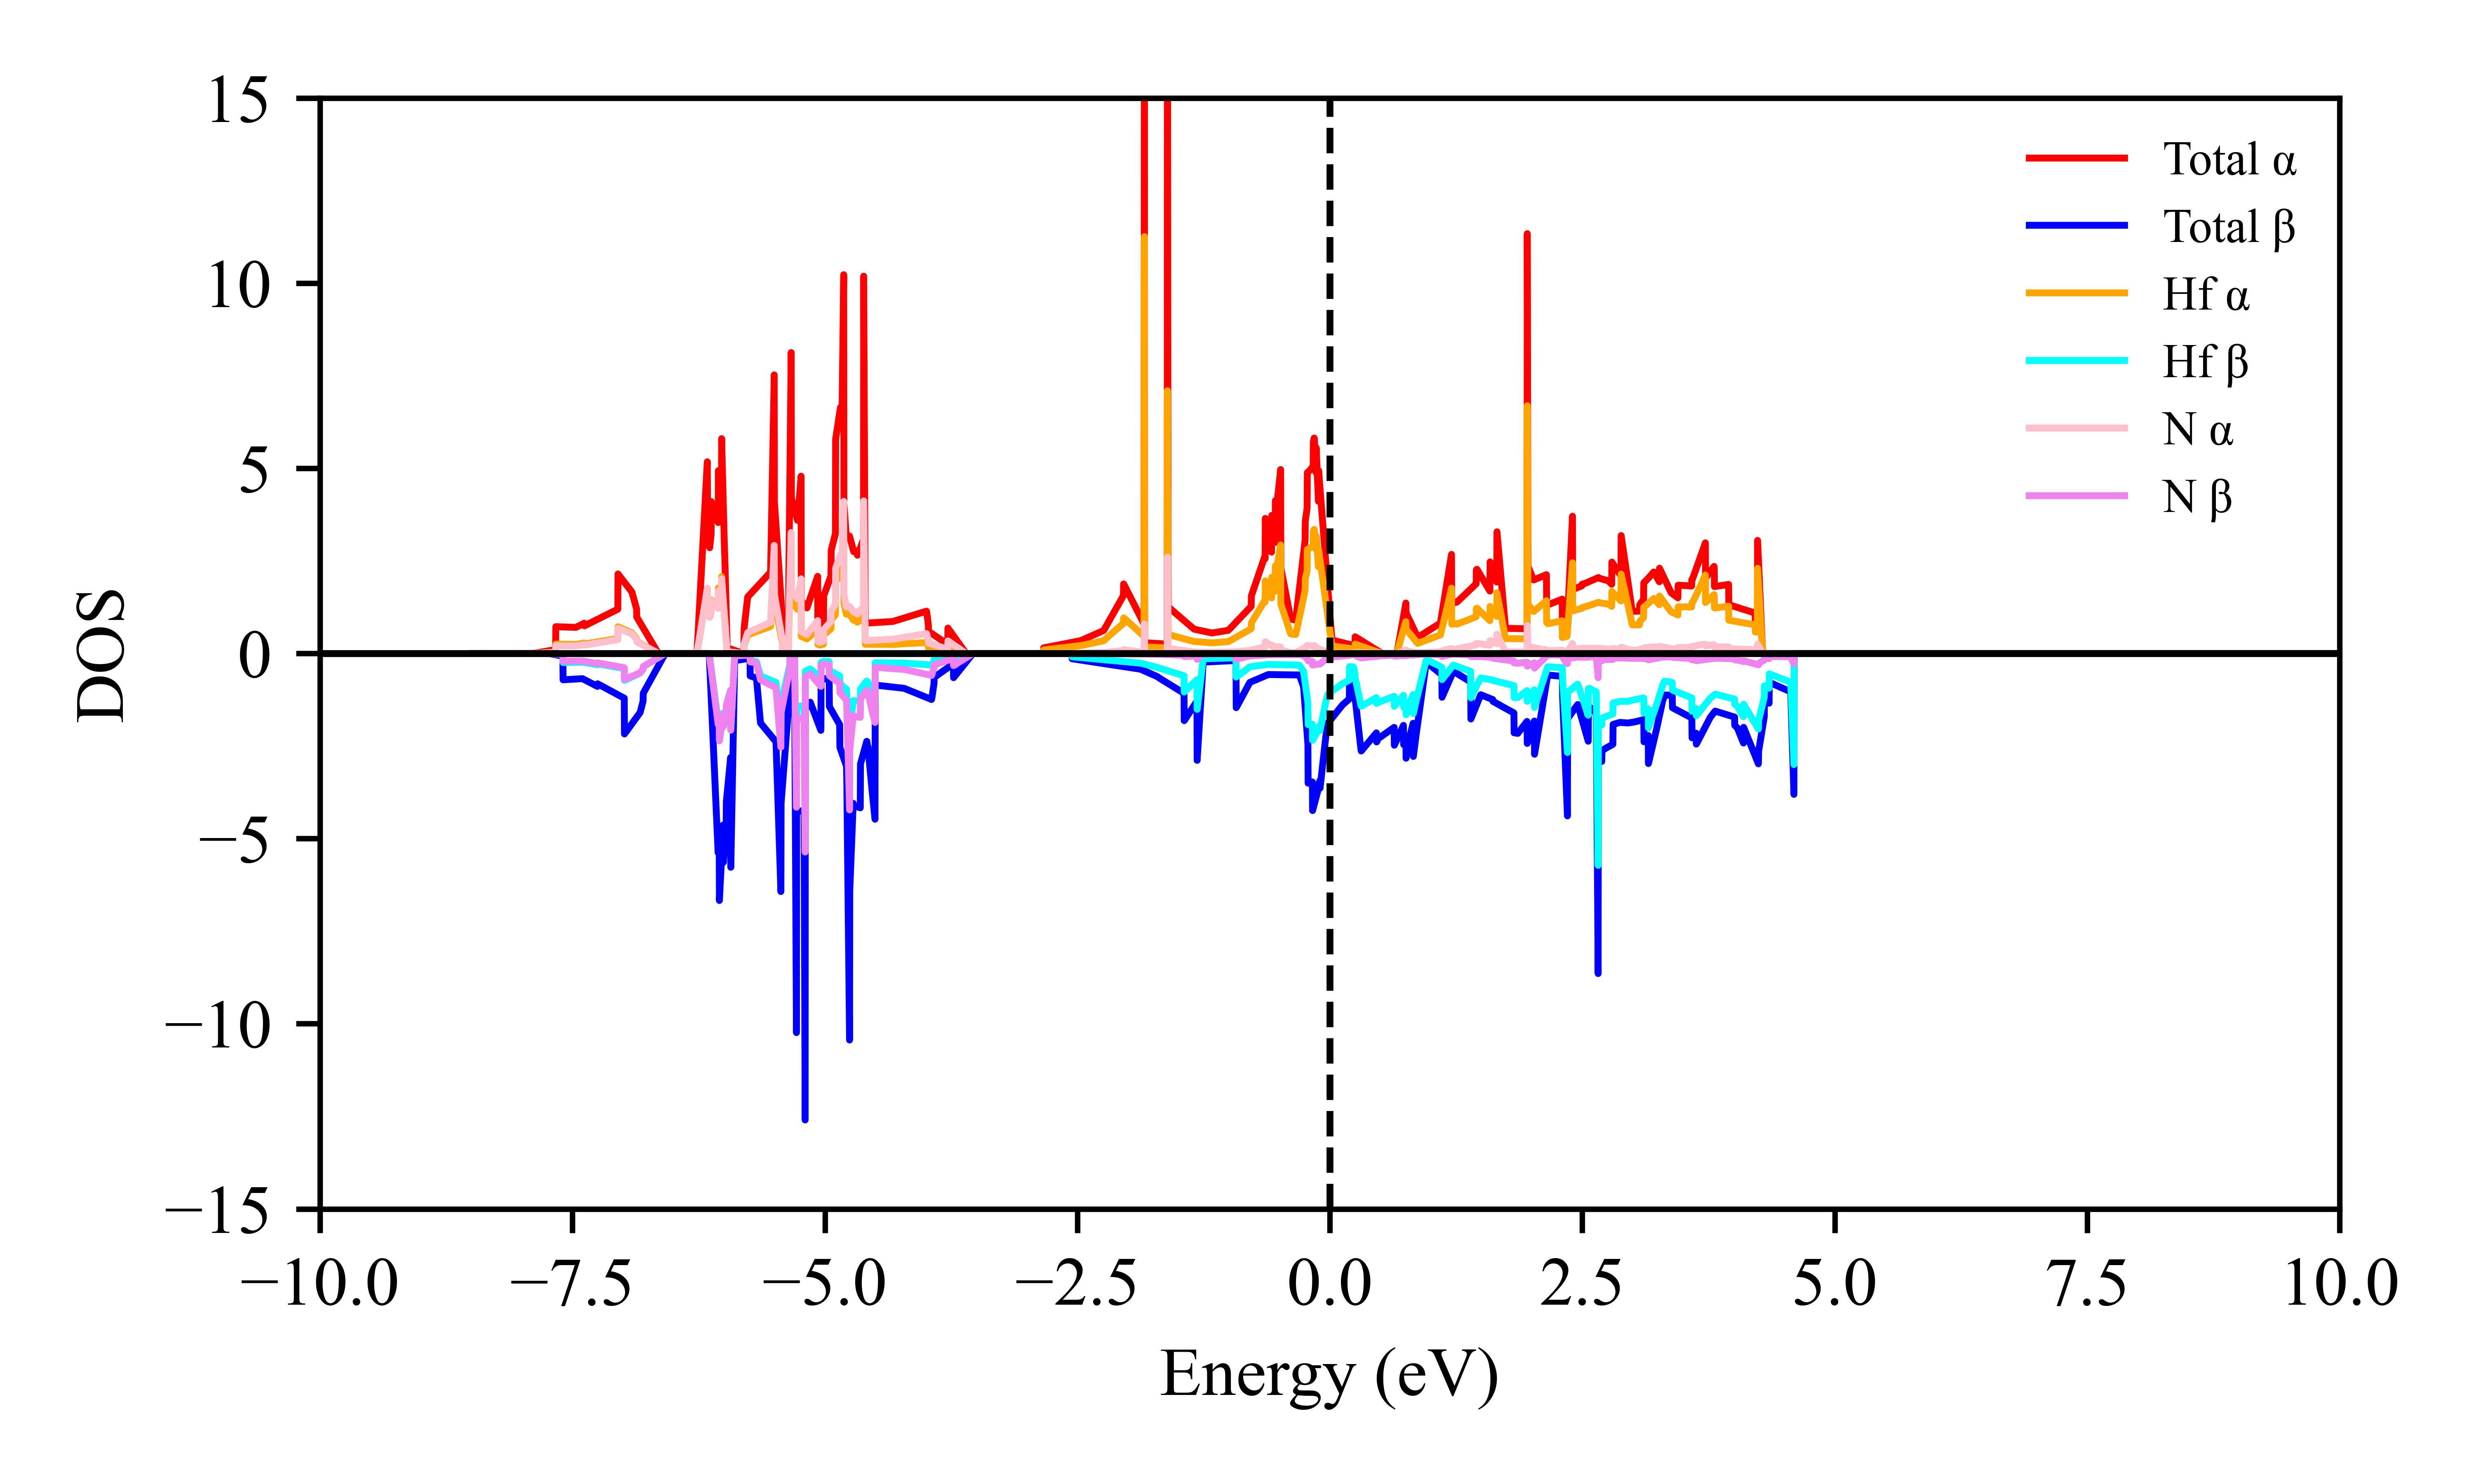 15
10
5
0
−5
−10
−15
DOS
Total α
Total β
Hf α
Hf β
N α
N β
−10.0 −7.5 −5.0 −2.5 0.0 2.5 5.0 7.5 10.0
Energy (eV)